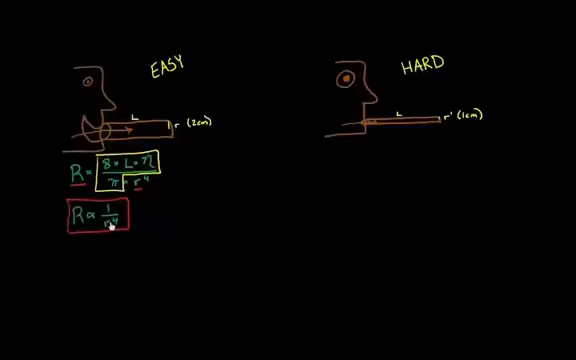 EASY
HARD
L
r (2cm)
L
r' (1cm)
R = 8 * L * η / π * r⁴
R ∝ 1 / r⁴